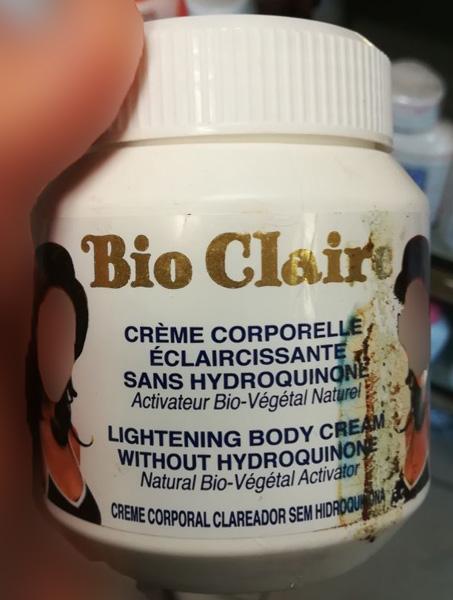 Bio Claire
CRÈME CORPORELLE
ÉCLAIRCISSANTE
SANS HYDROQUINONE
Activateur Bio-Végétal Naturel
LIGHTENING BODY CREAM
WITHOUT HYDROQUINONE
Natural Bio-Végétal Activator
CREME CORPORAL CLAREADOR SEM HIDROQUINONA